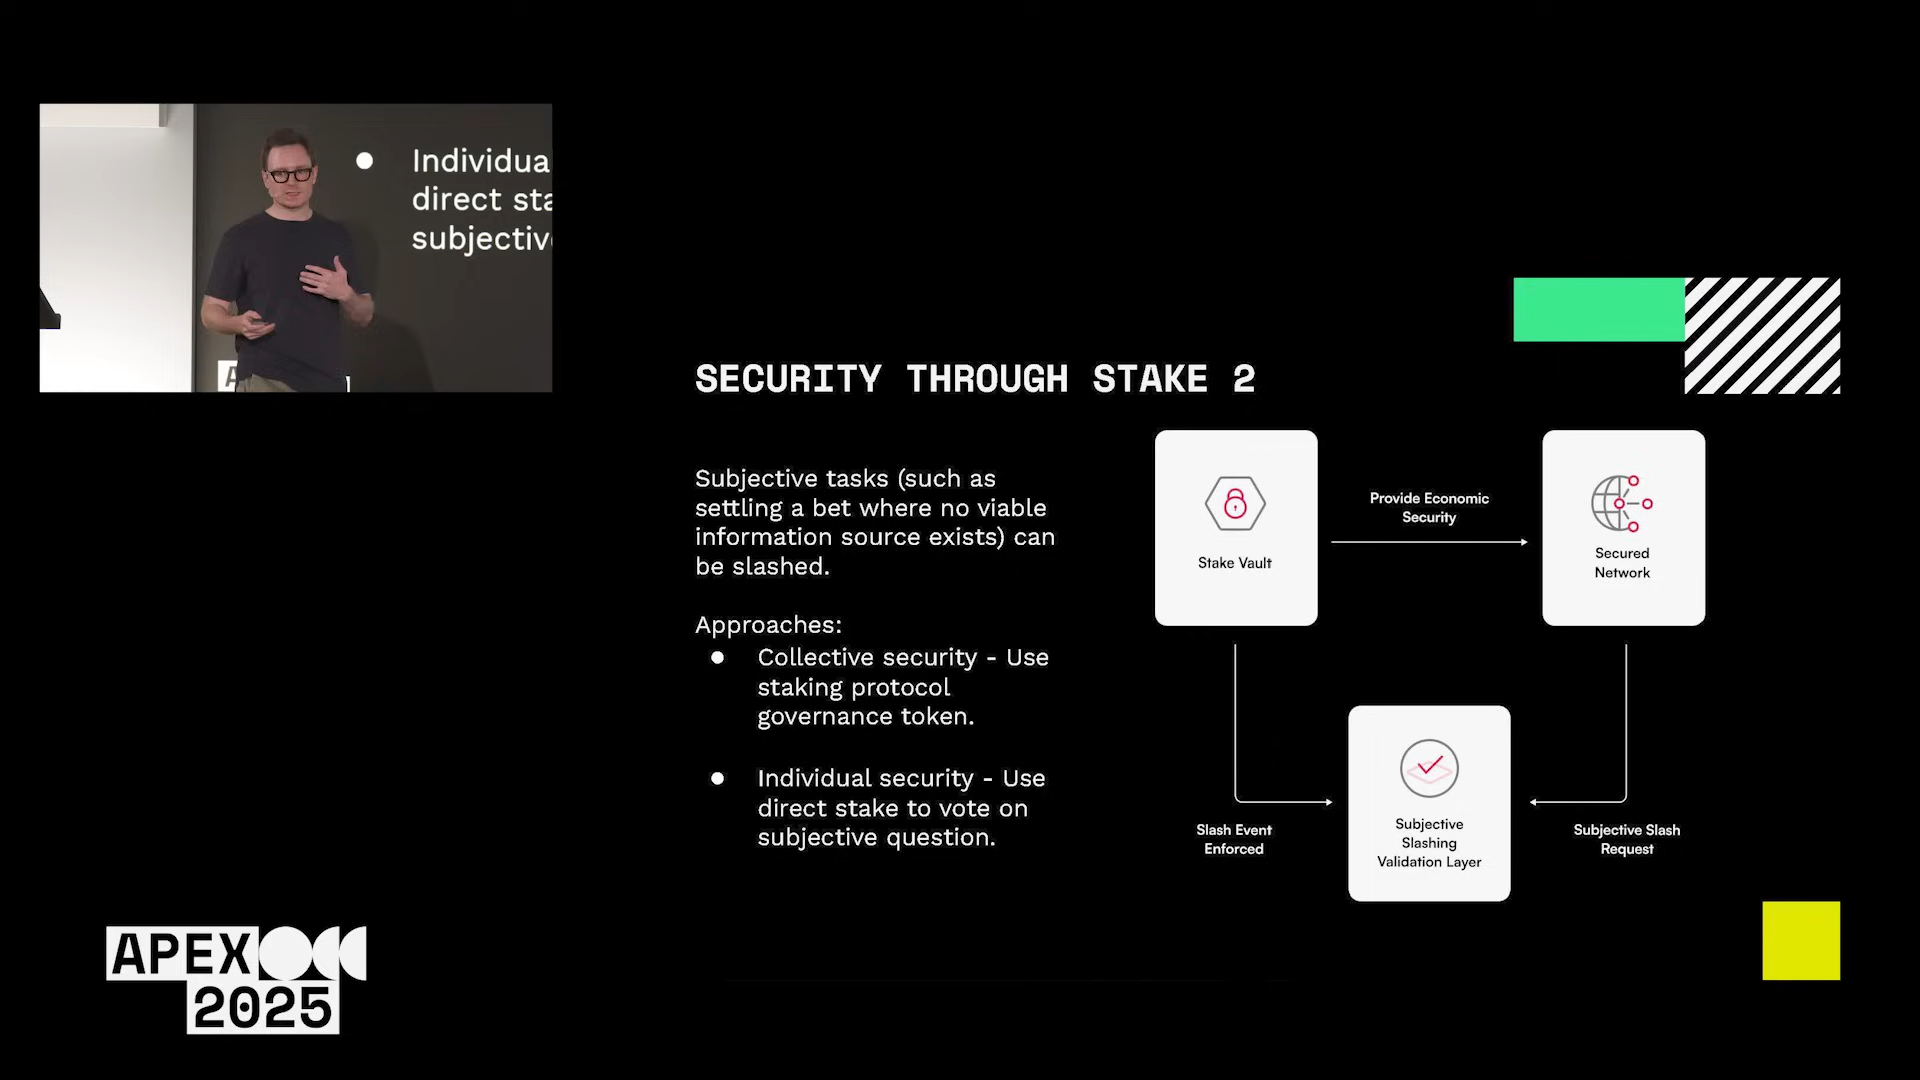 Individua
direct sta
subjectiv
SECURITY THROUGH STAKE 2
Subjective tasks (such as
settling a bet where no viable
information source exists) can
be slashed.
Approaches:
● Collective security - Use
staking protocol
governance token.
● Individual security - Use
direct stake to vote on
subjective question.
Stake Vault
Provide Economic
Security
Secured
Network
Slash Event
Enforced
Subjective
Slashing
Validation Layer
Subjective Slash
Request
APEX
2025